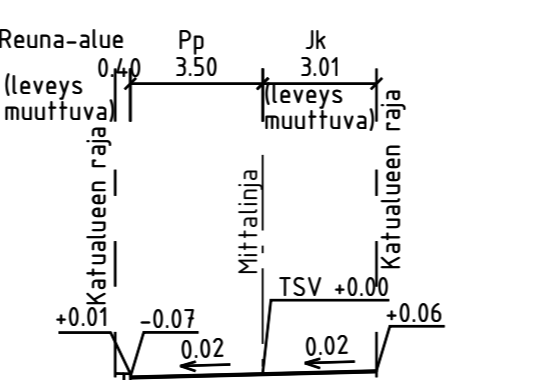 Reuna-alue Pp Jk
0.40 3.50 3.01
(leveys
muuttuva)
(leveys
muuttuva)
Katualueen raja
Mittalinja
Katualueen raja
TSV +0.00
+0.01 -0.07 +0.06
0.02 0.02